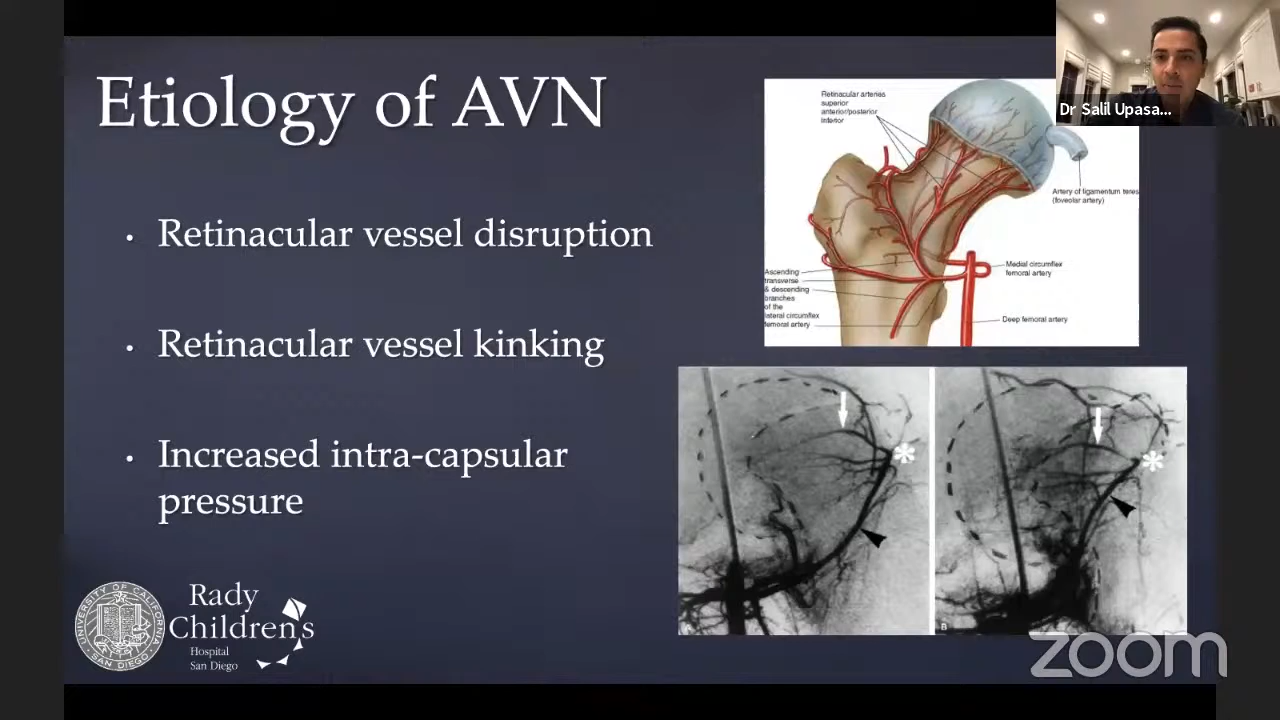 Etiology of AVN
Dr Salil Upasa...
• Retinacular vessel disruption
• Retinacular vessel kinking
• Increased intra-capsular
pressure
Retinacular arteries
superior
anterior/posterior
inferior
Artery of ligamentum teres
(foveolar artery)
Ascending
transverse
& descending
branches
of the
lateral circumflex
femoral artery
Medial circumflex
femoral artery
Deep femoral artery
*
*
B
UNIVERSITY OF CALIFORNIA
SAN DIEGO
Rady
Children's
Hospital
San Diego
zoom